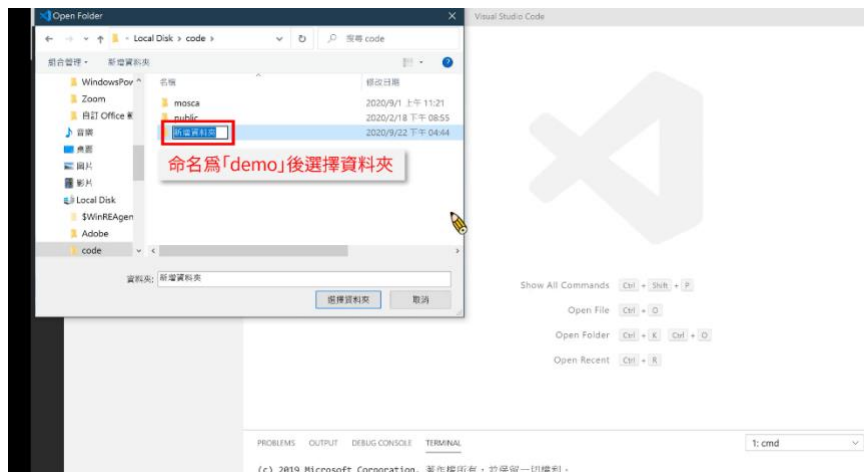 Open Folder
Visual Studio Code
Local Disk > code >
搜尋 code
組合管理
新增資料夾
WindowsPov
名稱
修改日期
Zoom
mosca
2020/9/1 上午 11:21
自訂 Office
public
2020/2/18 下午 08:55
音樂
新增資料夾
2020/9/22 下午 04:44
桌面
圖片
命名爲「demo」後選擇資料夾
影片
Local Disk
$WinREAgen
Adobe
code
資料夾: 新增資料夾
選擇資料夾
取消
Show All Commands Ctrl + Shift + P
Open File Ctrl + O
Open Folder Ctrl + K Ctrl + O
Open Recent Ctrl + R
PROBLEMS OUTPUT DEBUG CONSOLE TERMINAL
1: cmd
(c) 2019 Microsoft Corporation. 著作權所有，並保留一切權利。